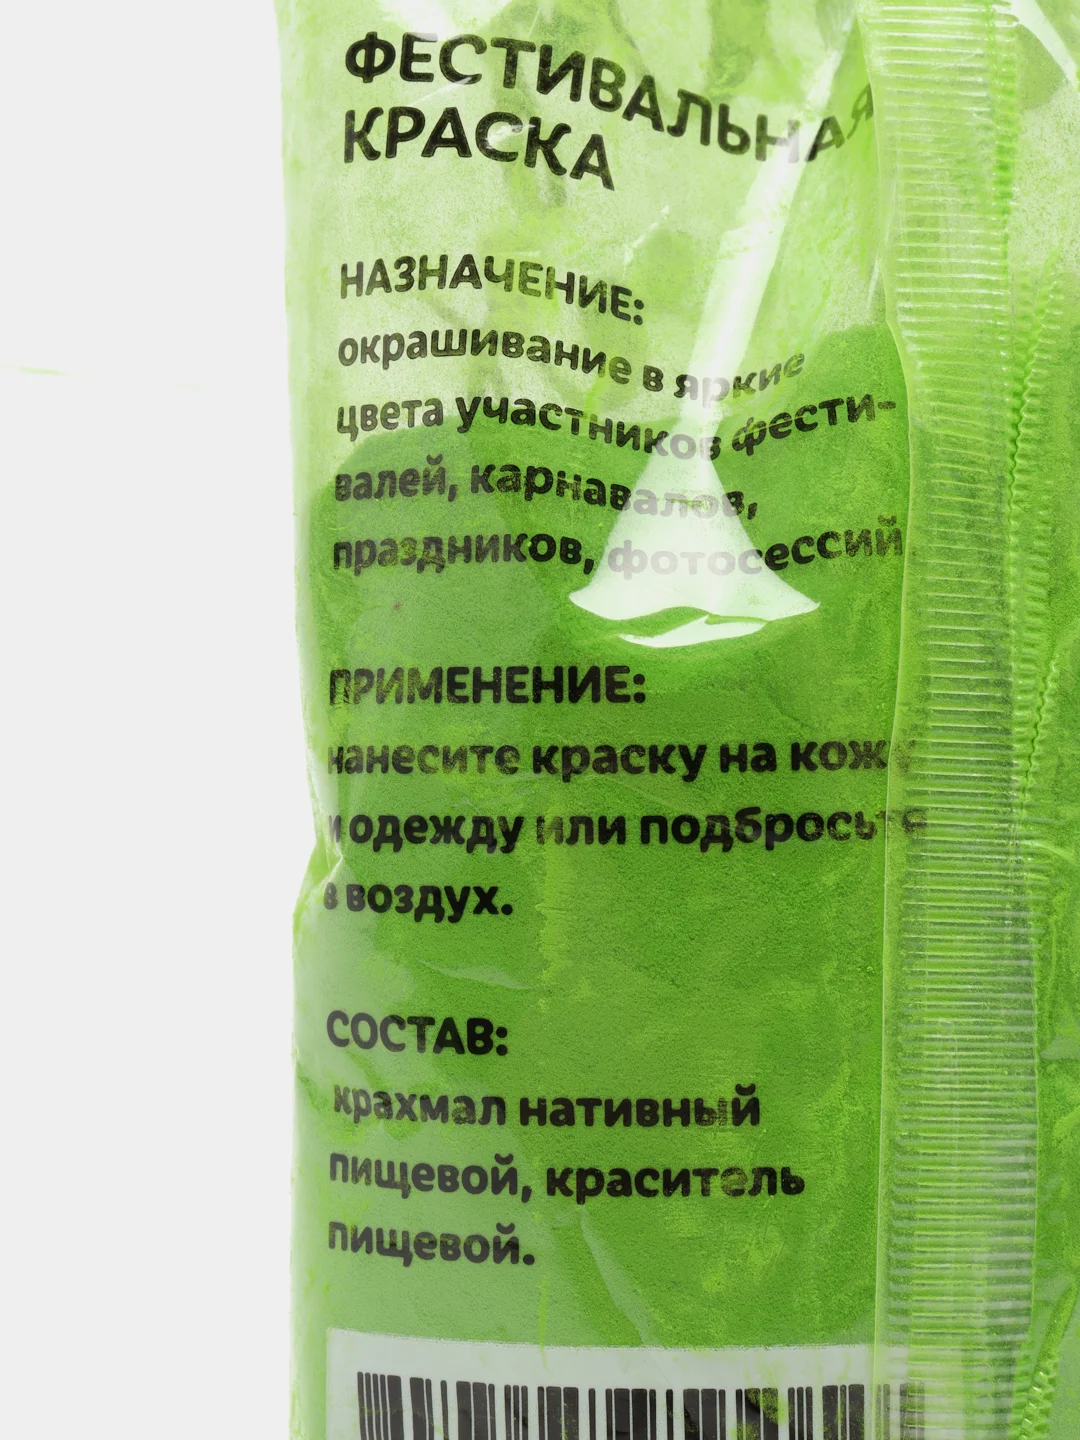 ФЕСТИВАЛЬНАЯ
КРАСКА
НАЗНАЧЕНИЕ:
окрашивание в яркие
цвета участников фести-
валей, карнавалов,
праздников, фотосессий.
ПРИМЕНЕНИЕ:
нанесите краску на кожу
и одежду или подбросьте
в воздух.
СОСТАВ:
крахмал нативный
пищевой, краситель
пищевой.